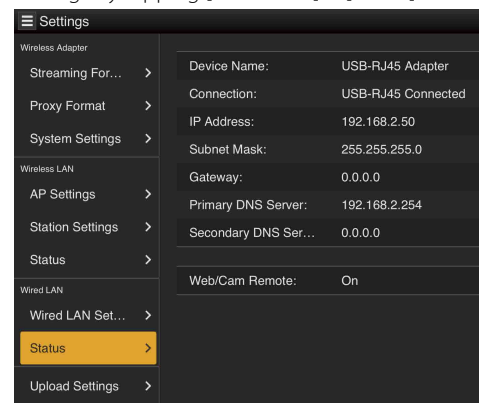 Settings
Wireless Adapter
Streaming For...
Proxy Format
System Settings
Wireless LAN
AP Settings
Station Settings
Status
Wired LAN
Wired LAN Set...
Status
Upload Settings
Device Name: USB-RJ45 Adapter
Connection: USB-RJ45 Connected
IP Address: 192.168.2.50
Subnet Mask: 255.255.255.0
Gateway: 0.0.0.0
Primary DNS Server: 192.168.2.254
Secondary DNS Ser... 0.0.0.0
Web/Cam Remote: On